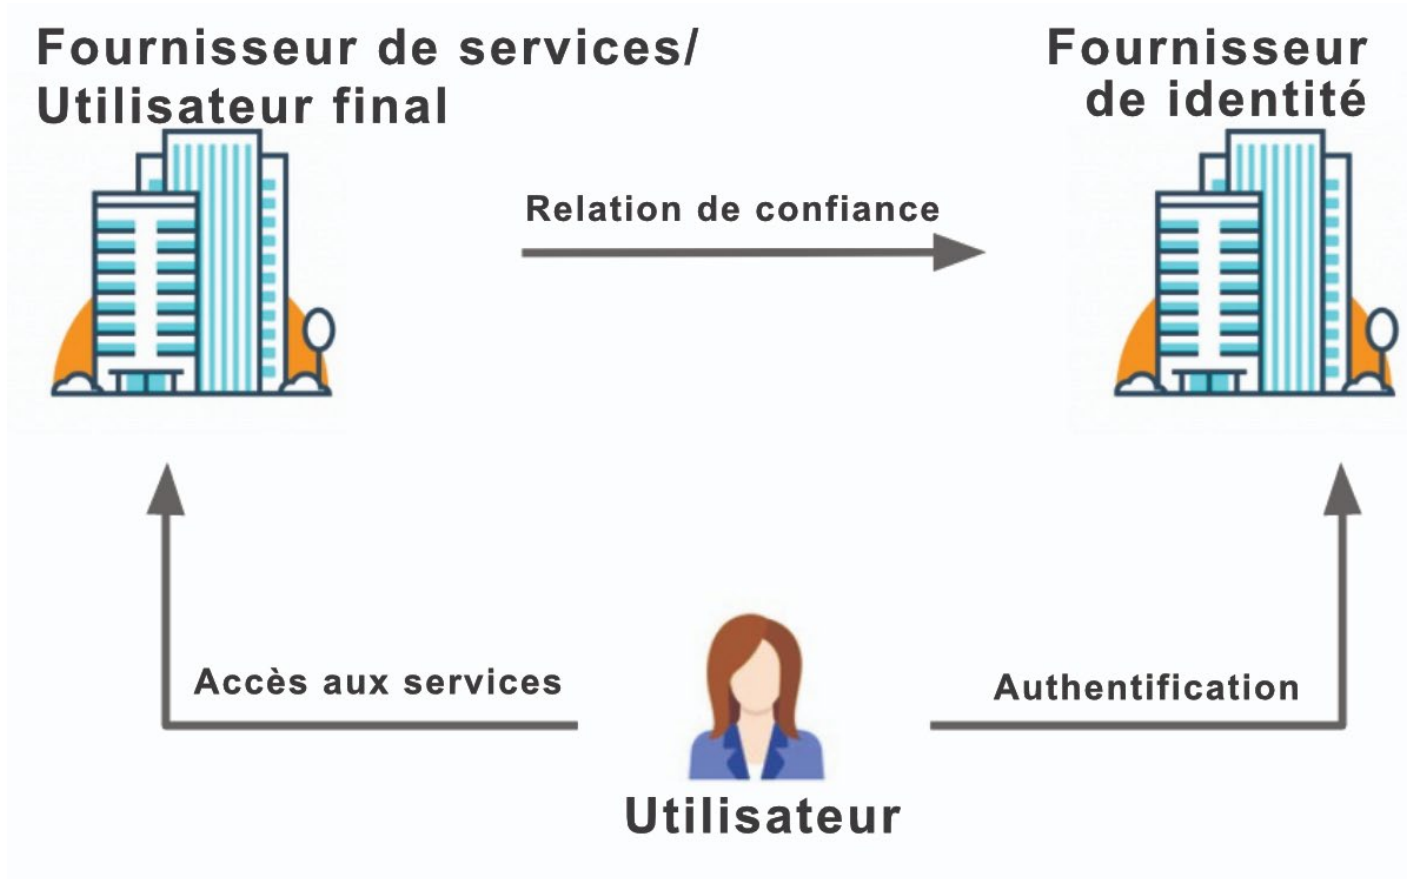 Fournisseur de services/
Utilisateur final
Fournisseur
de identité
Relation de confiance
Accès aux services
Authentification
Utilisateur